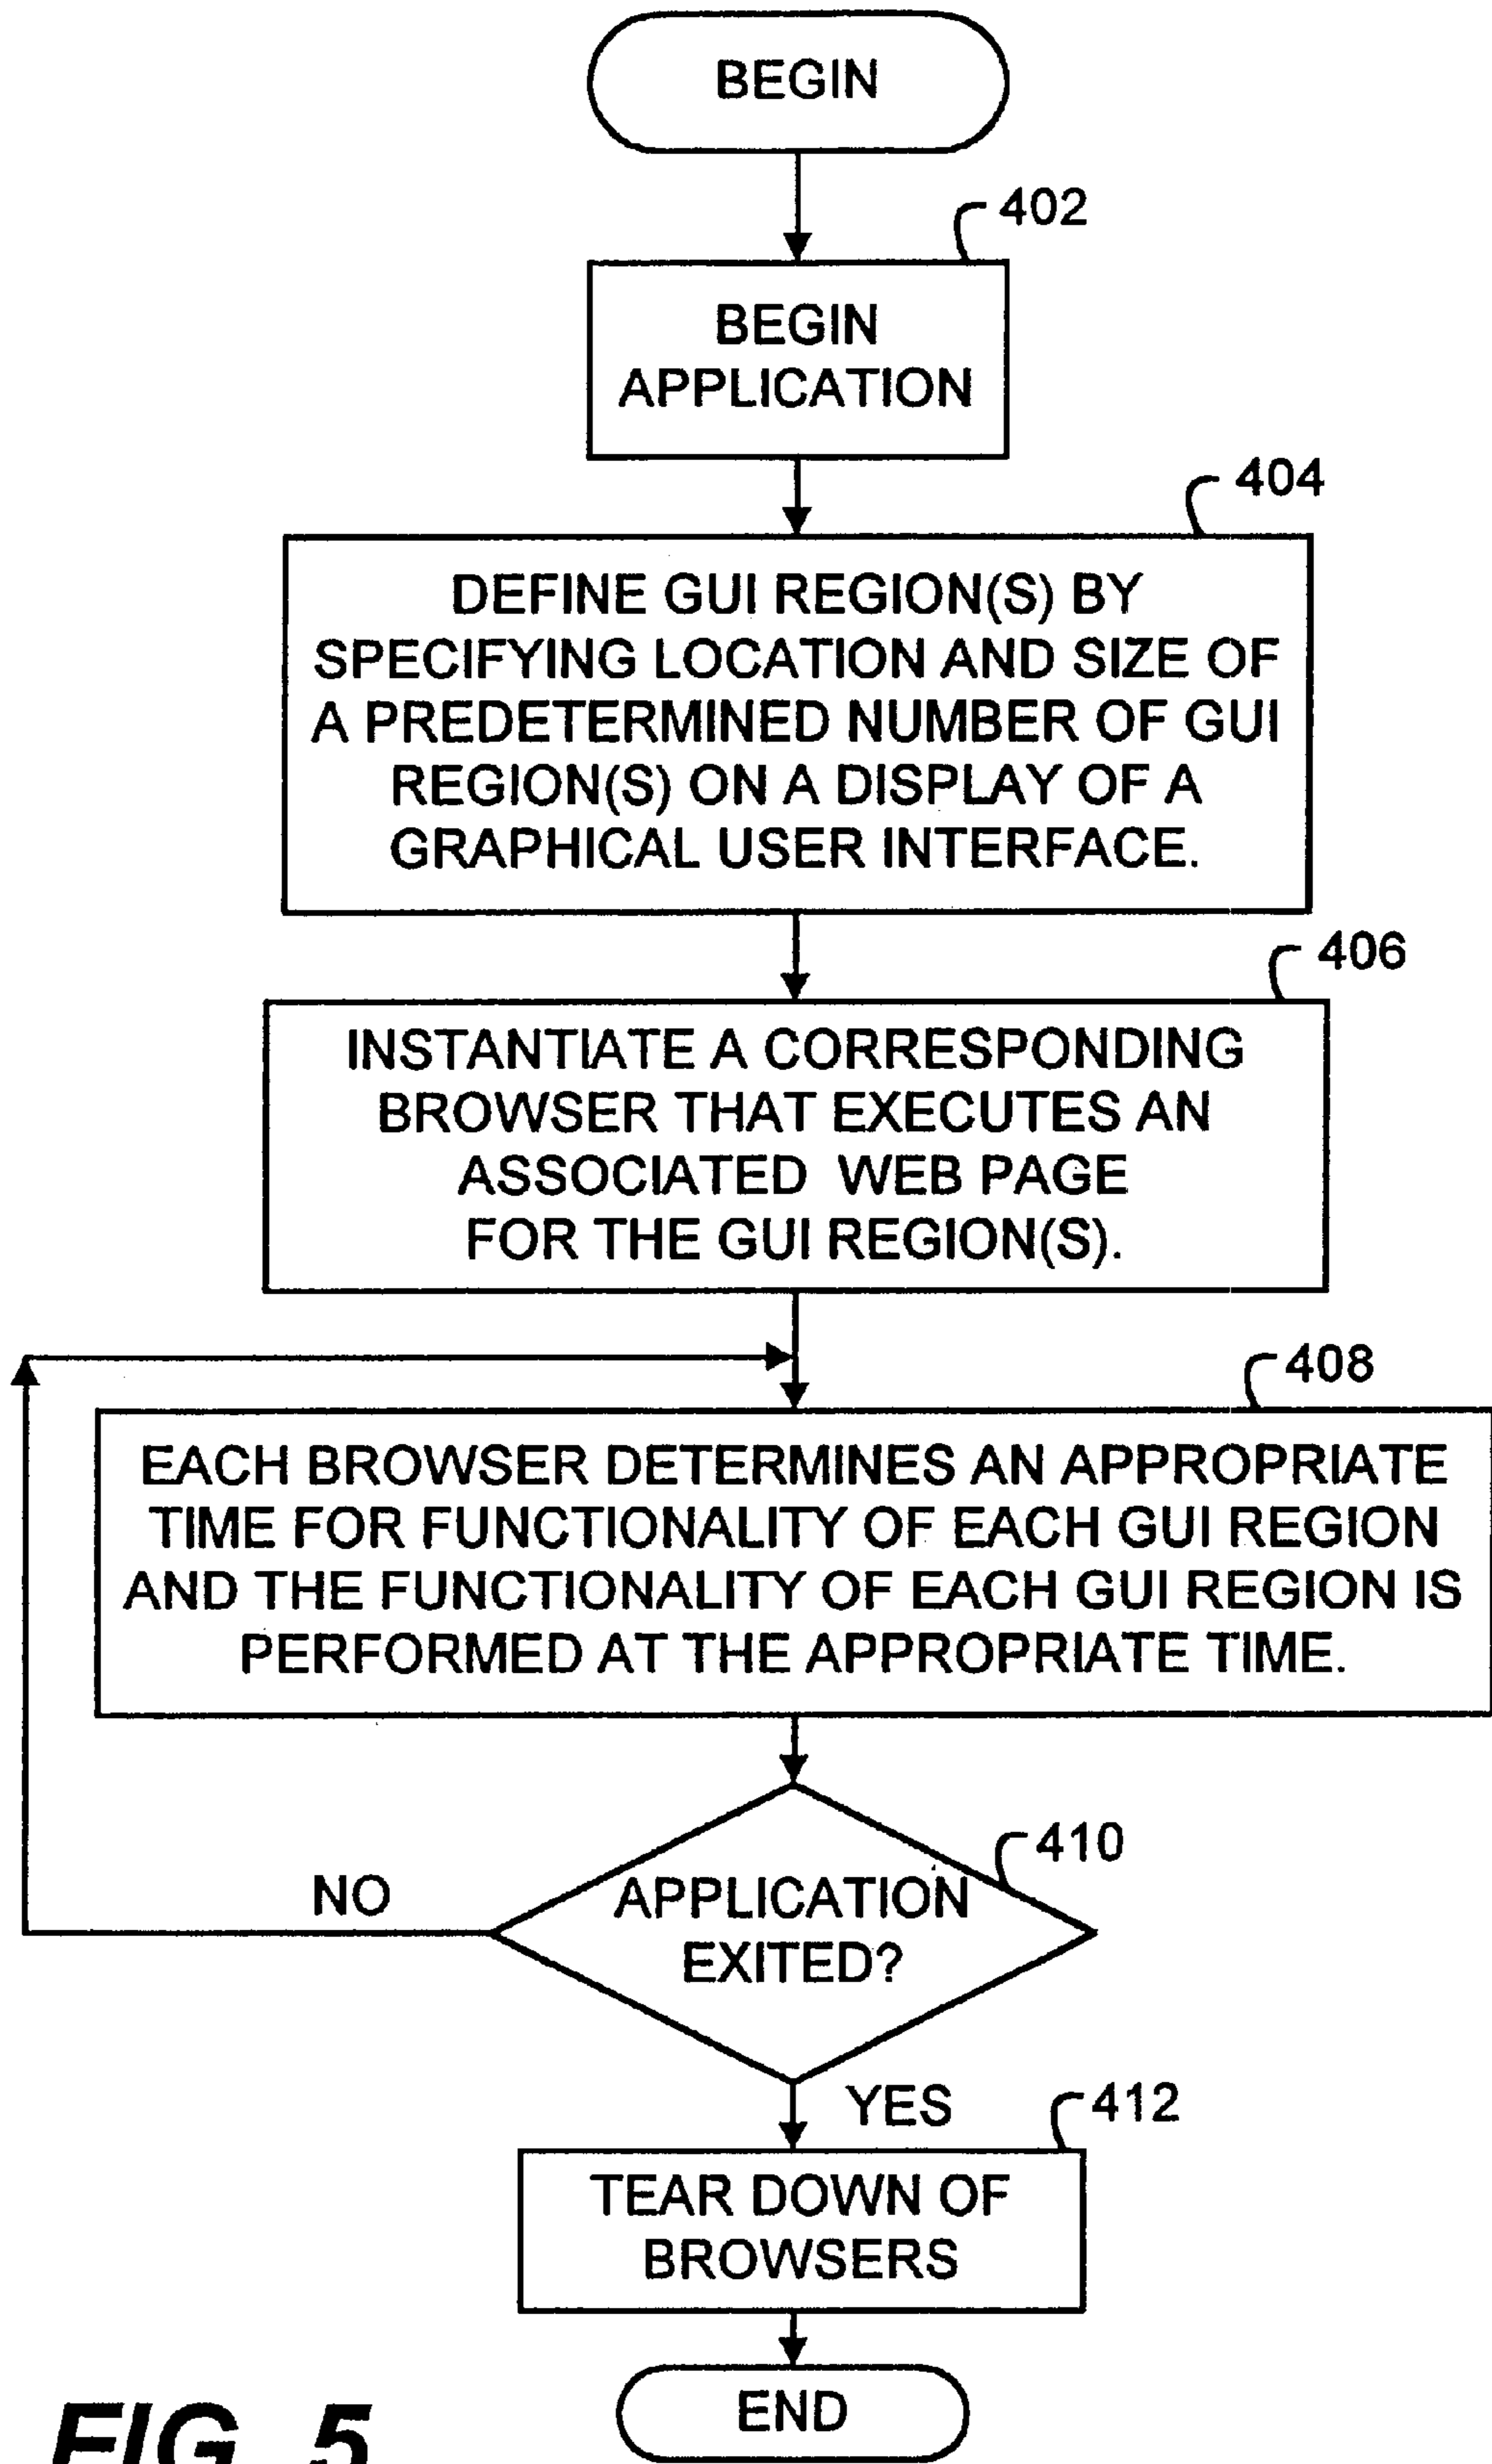 BEGIN
402
BEGIN
APPLICATION
404
DEFINE GUI REGION(S) BY
SPECIFYING LOCATION AND SIZE OF
A PREDETERMINED NUMBER OF GUI
REGION(S) ON A DISPLAY OF A
GRAPHICAL USER INTERFACE.
406
INSTANTIATE A CORRESPONDING
BROWSER THAT EXECUTES AN
ASSOCIATED WEB PAGE
FOR THE GUI REGION(S).
408
EACH BROWSER DETERMINES AN APPROPRIATE
TIME FOR FUNCTIONALITY OF EACH GUI REGION
AND THE FUNCTIONALITY OF EACH GUI REGION IS
PERFORMED AT THE APPROPRIATE TIME.
410
NO
APPLICATION
EXITED?
YES
412
TEAR DOWN OF
BROWSERS
END
FIG. 5